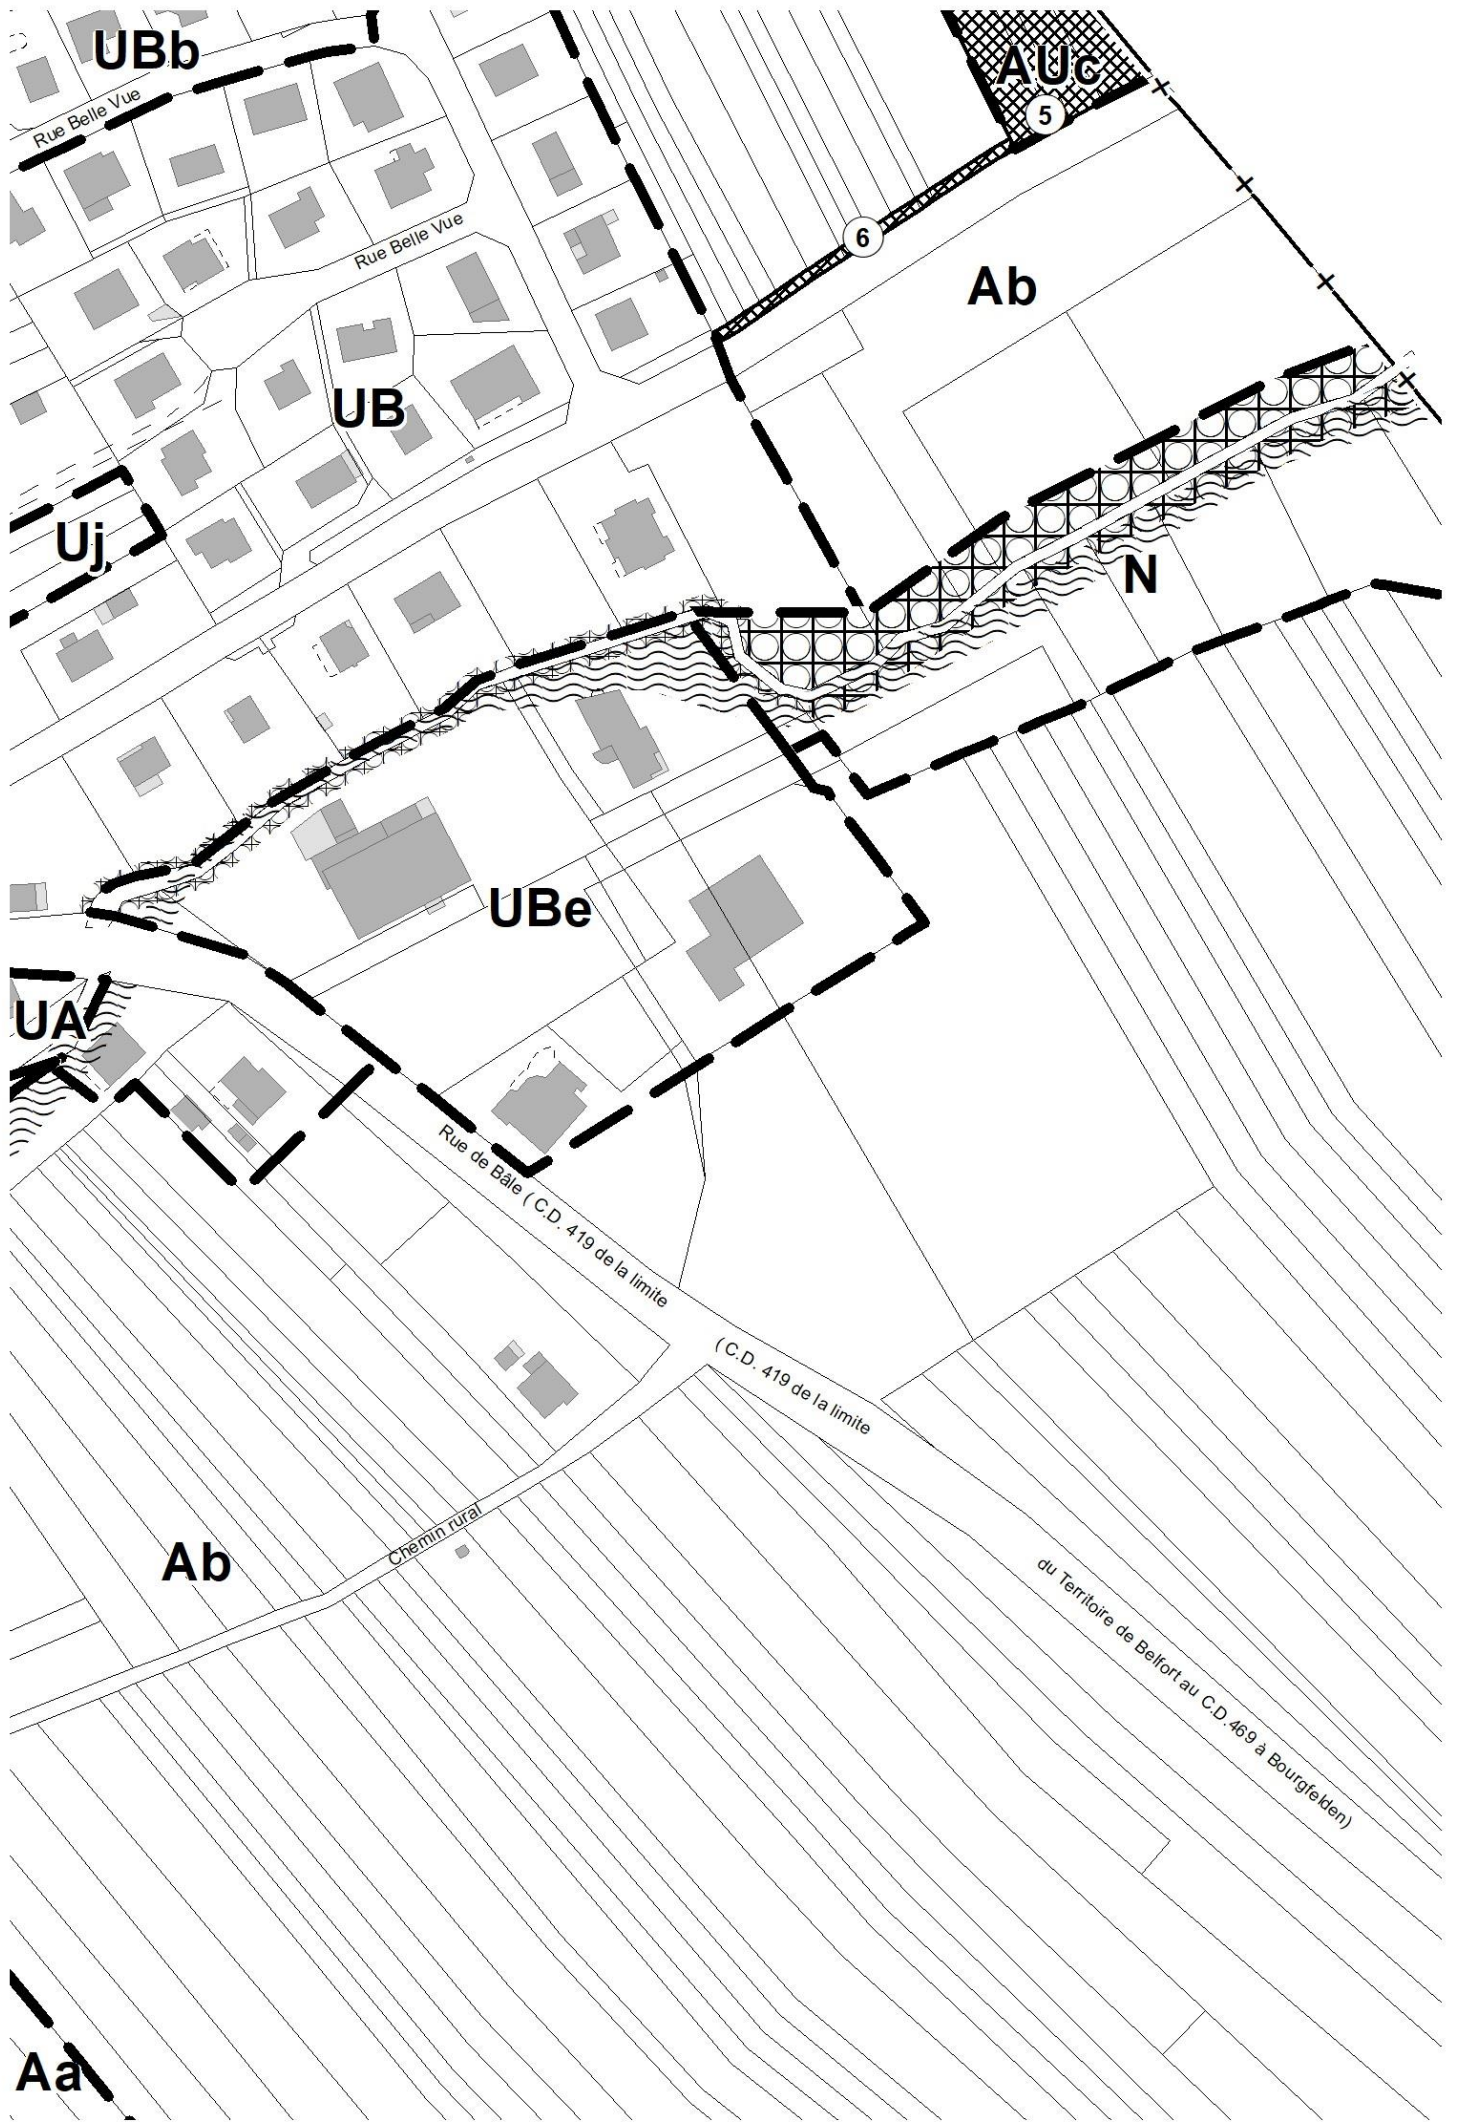 UBb
AUc
5
Rue Belle Vue
6
Rue Belle Vue
Ab
UB
Uj
N
UBe
UA
Rue de Bâle ( C.D. 419 de la limite
( C.D. 419 de la limite
Chemin rural
Ab
du Territoire de Belfort au C.D.469 à Bourgfelden)
Aa